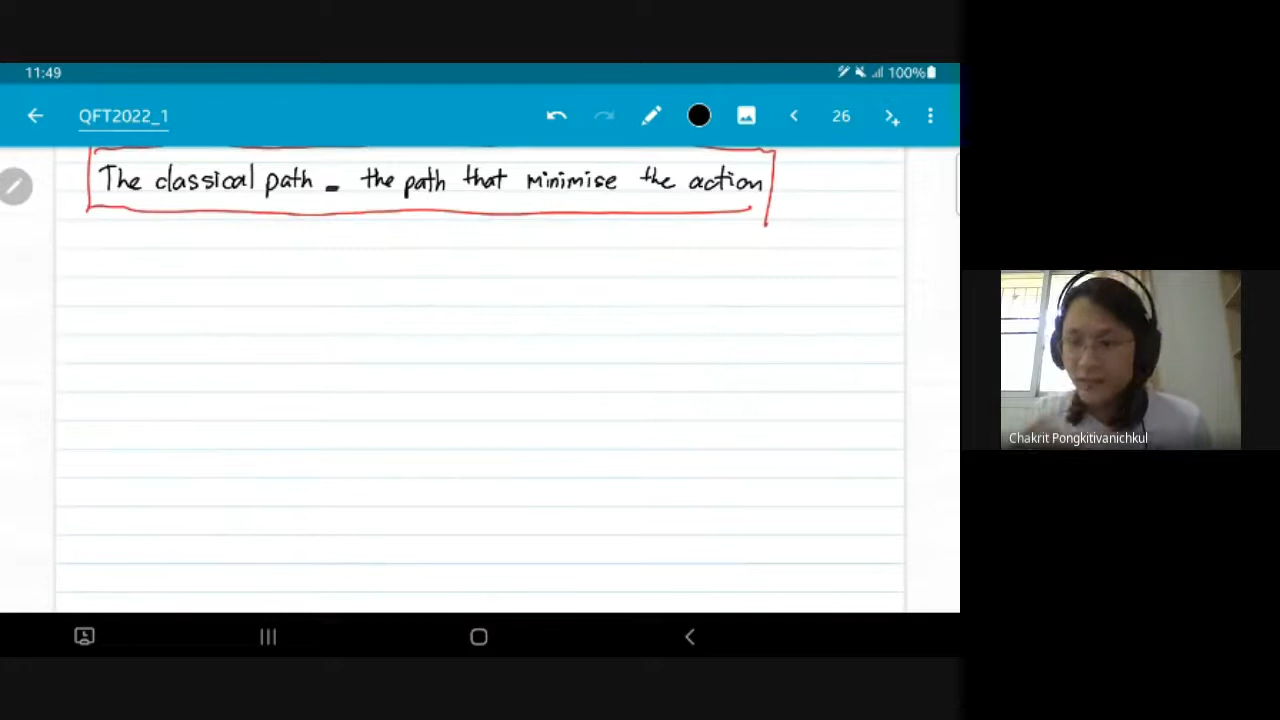 11:49
100%
QFT2022_1
26
The classical path - the path that minimise the action
Chakrit Pongkitivanichkul